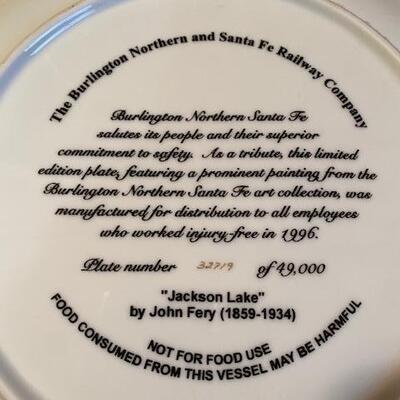 The Burlington Northern and Santa Fe Railway Company
Burlington Northern Santa Fe
salutes its people and their superior
commitment to safety. As a tribute, this limited
edition plate, featuring a prominent painting from the
Burlington Northern Santa Fe art collection, was
manufactured for distribution to all employees
who worked injury-free in 1996.
Plate number 32719 of 49,000
"Jackson Lake"
by John Fery (1859-1934)
NOT FOR FOOD USE
FOOD CONSUMED FROM THIS VESSEL MAY BE HARMFUL